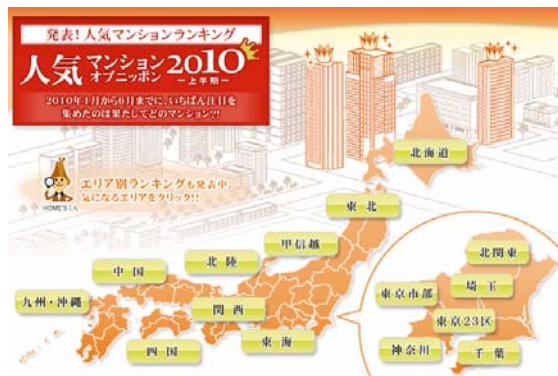 発表!人気マンションランキング
人気マンションオブニッポン2010
ー上半期ー
2010年1月から6月までに、いちばん注目を
集めたのは果たしてどのマンション!?
北海道
エリア別ランキングも発表中、
気になるエリアをクリック!!
HOME'Sくん
東北
甲信越
北陸
中国
九州・沖縄
関西
東海
四国
北関東
埼玉
東京市部
東京23区
神奈川
千葉